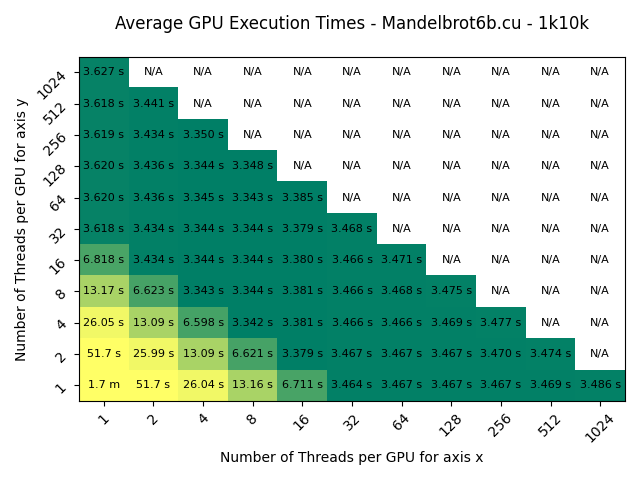 Average GPU Execution Times - Mandelbrot6b.cu - 1k10k
Number of Threads per GPU for axis y
1024 3.627 s N/A N/A N/A N/A N/A N/A N/A N/A N/A N/A
512 3.618 s 3.441 s N/A N/A N/A N/A N/A N/A N/A N/A N/A
256 3.619 s 3.434 s 3.350 s N/A N/A N/A N/A N/A N/A N/A N/A
128 3.620 s 3.436 s 3.344 s 3.348 s N/A N/A N/A N/A N/A N/A N/A
64 3.620 s 3.436 s 3.345 s 3.343 s 3.385 s N/A N/A N/A N/A N/A N/A
32 3.618 s 3.434 s 3.344 s 3.344 s 3.379 s 3.468 s N/A N/A N/A N/A N/A
16 6.818 s 3.434 s 3.344 s 3.344 s 3.380 s 3.466 s 3.471 s N/A N/A N/A N/A
8 13.17 s 6.623 s 3.343 s 3.344 s 3.381 s 3.466 s 3.468 s 3.475 s N/A N/A N/A
4 26.05 s 13.09 s 6.598 s 3.342 s 3.381 s 3.466 s 3.466 s 3.469 s 3.477 s N/A N/A
2 51.7 s 25.99 s 13.09 s 6.621 s 3.379 s 3.467 s 3.467 s 3.467 s 3.470 s 3.474 s N/A
1 1.7 m 51.7 s 26.04 s 13.16 s 6.711 s 3.464 s 3.467 s 3.467 s 3.467 s 3.469 s 3.486 s
1 2 4 8 16 32 64 128 256 512 1024
Number of Threads per GPU for axis x